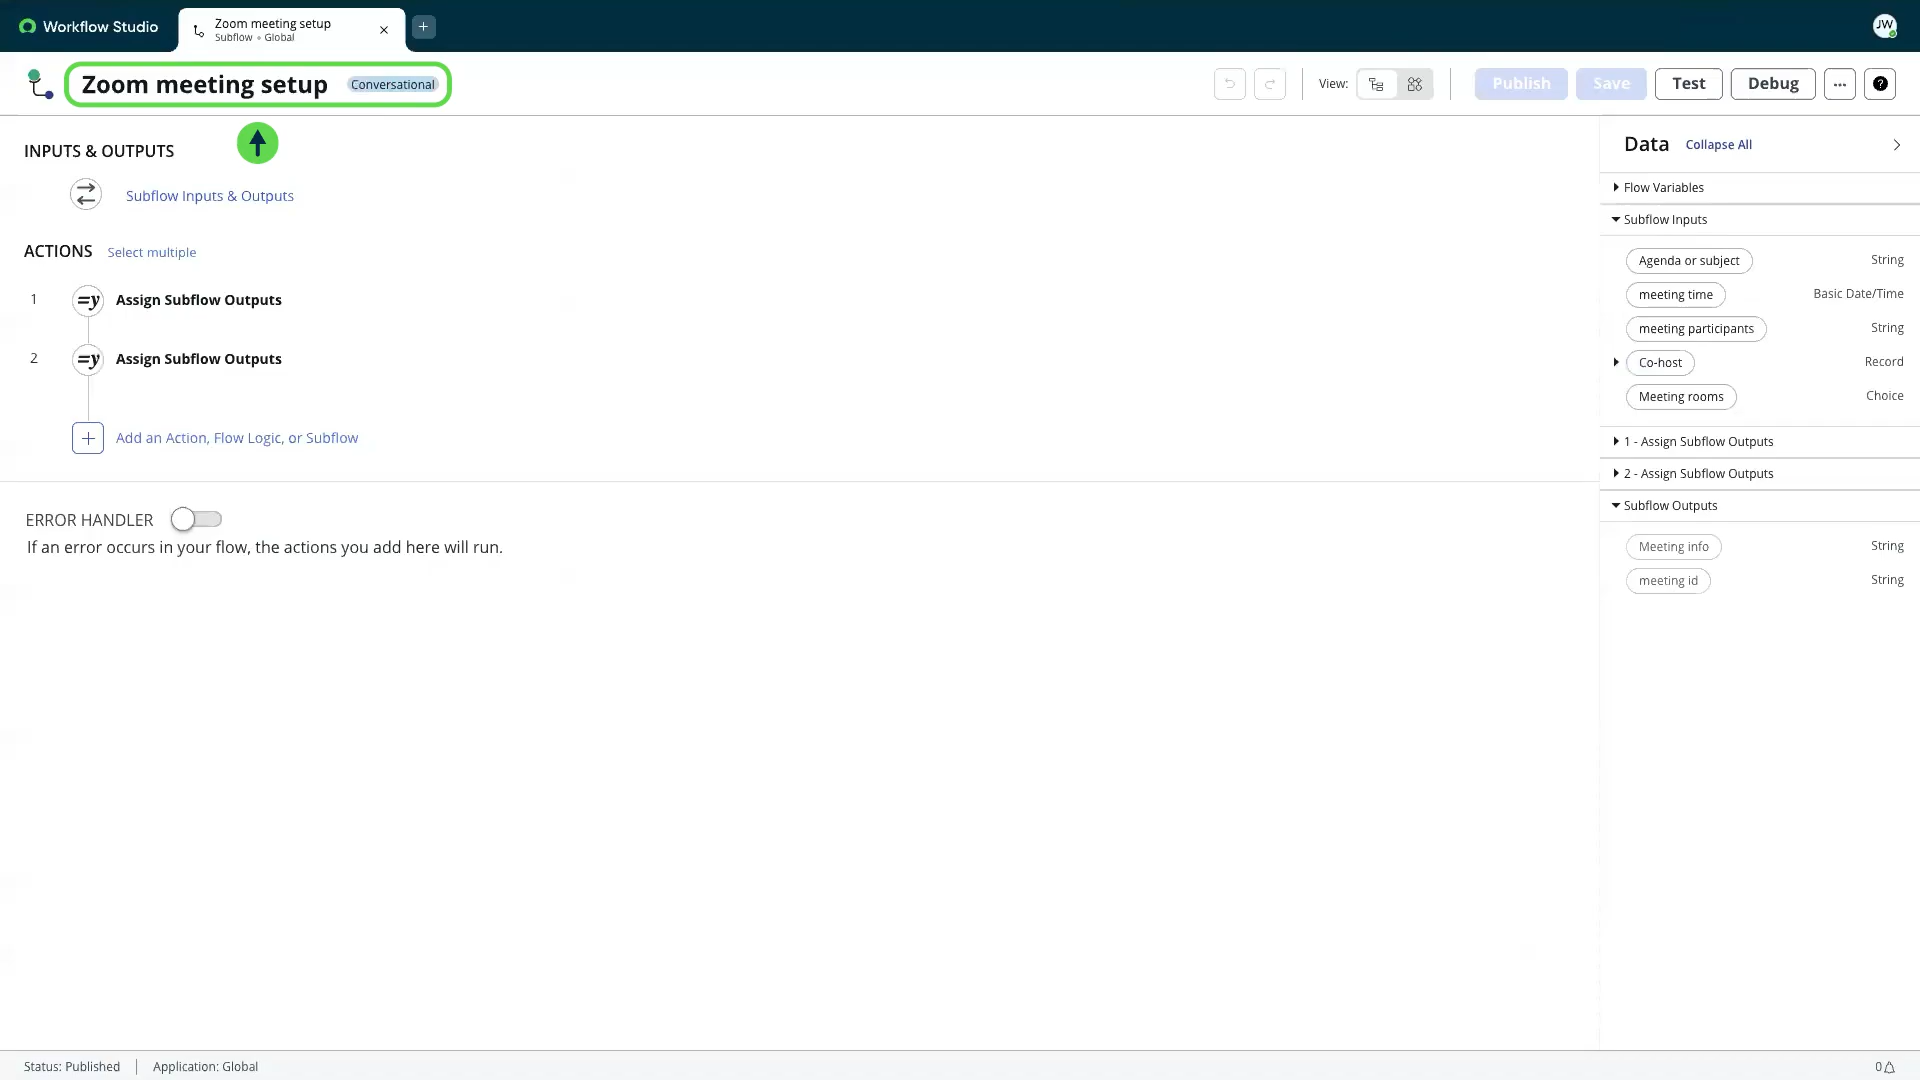 Workflow Studio
Zoom meeting setup
Subflow • Global
JW
Zoom meeting setup Conversational
View:
Publish
Save
Test
Debug
...
?
INPUTS & OUTPUTS
Subflow Inputs & Outputs
ACTIONS Select multiple
1 =y Assign Subflow Outputs
2 =y Assign Subflow Outputs
Add an Action, Flow Logic, or Subflow
ERROR HANDLER
If an error occurs in your flow, the actions you add here will run.
Data Collapse All
Flow Variables
Subflow Inputs
Agenda or subject String
meeting time Basic Date/Time
meeting participants String
Co-host Record
Meeting rooms Choice
1 - Assign Subflow Outputs
2 - Assign Subflow Outputs
Subflow Outputs
Meeting info String
meeting id String
Status: Published Application: Global
0